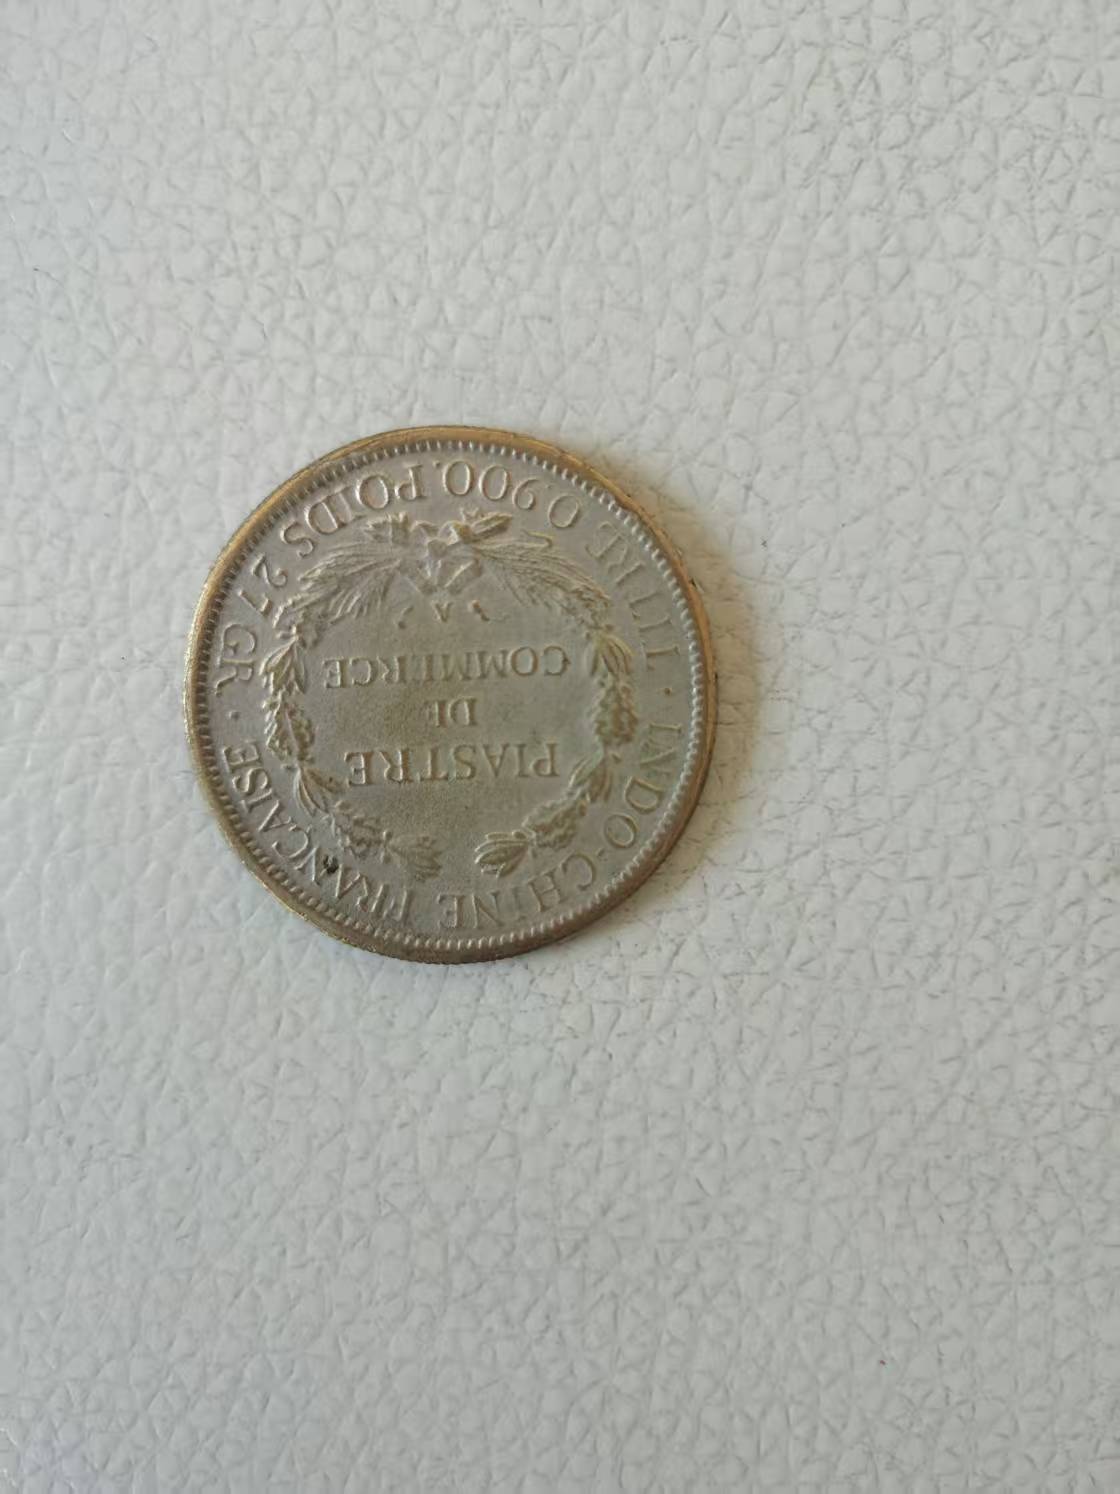 INDO-CHINE FRANÇAISE
PIASTRE
DE
COMMERCE
A
TITRE 0,900. POIDS 27 GR.